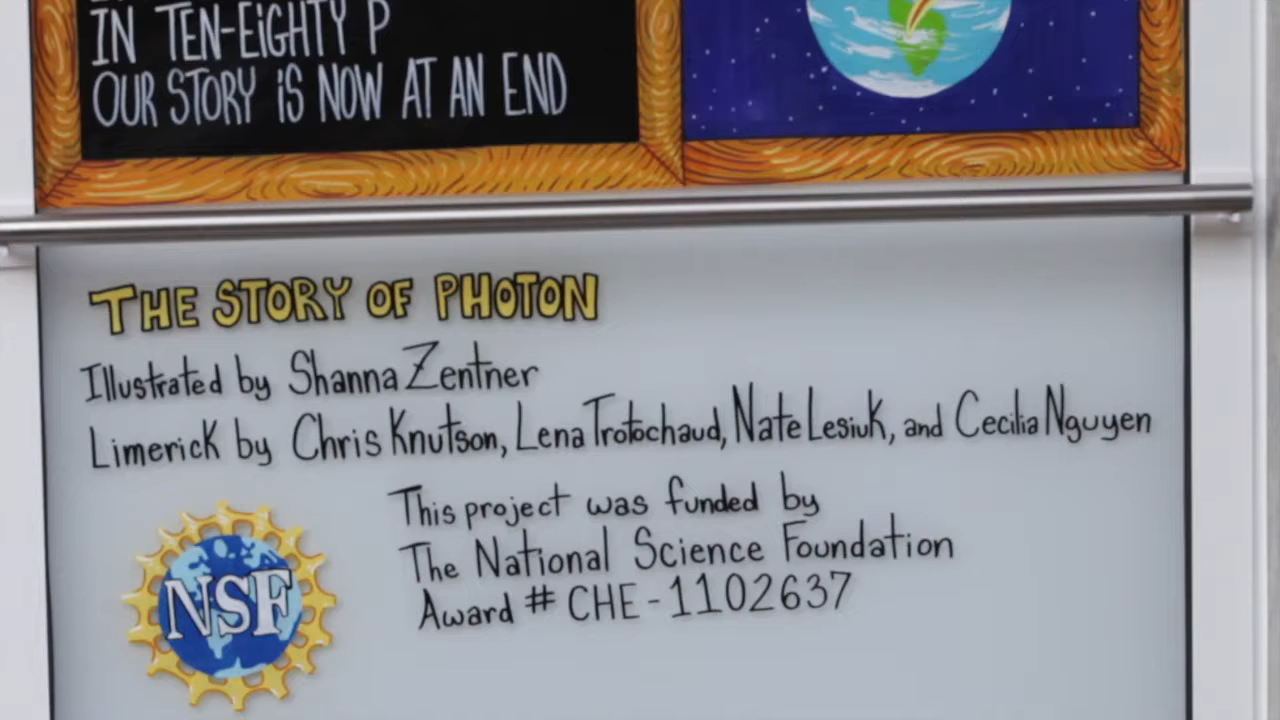 IN TEN-EiGHTY P
OUR STORY iS NOW AT AN END
THE STORY OF PHOTON
Illustrated by Shanna Zentner
Limerick by Chris Knutson, Lena Trotochaud, Nate Lesiuk, and Cecilia Nguyen
This project was funded by
The National Science Foundation
Award # CHE-1102637
NSF